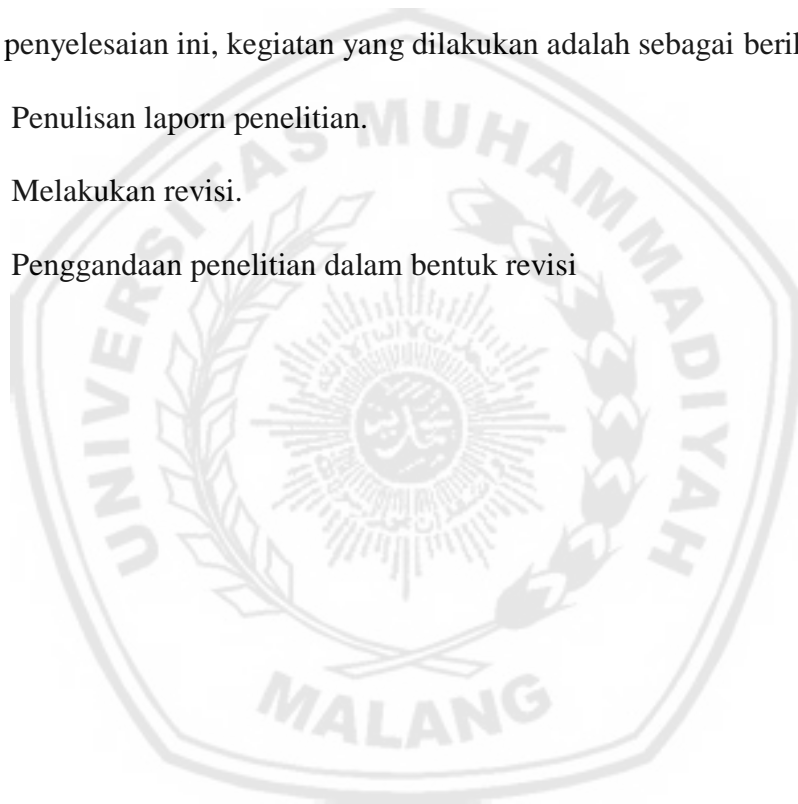 penyelesaian ini, kegiatan yang dilakukan adalah sebagai
Penulisan laporn penelitian.
Melakukan revisi.
Penggandaan penelitian dalam bentuk revisi
UNIVERSITAS MUHAMMADIYAH
MALANG